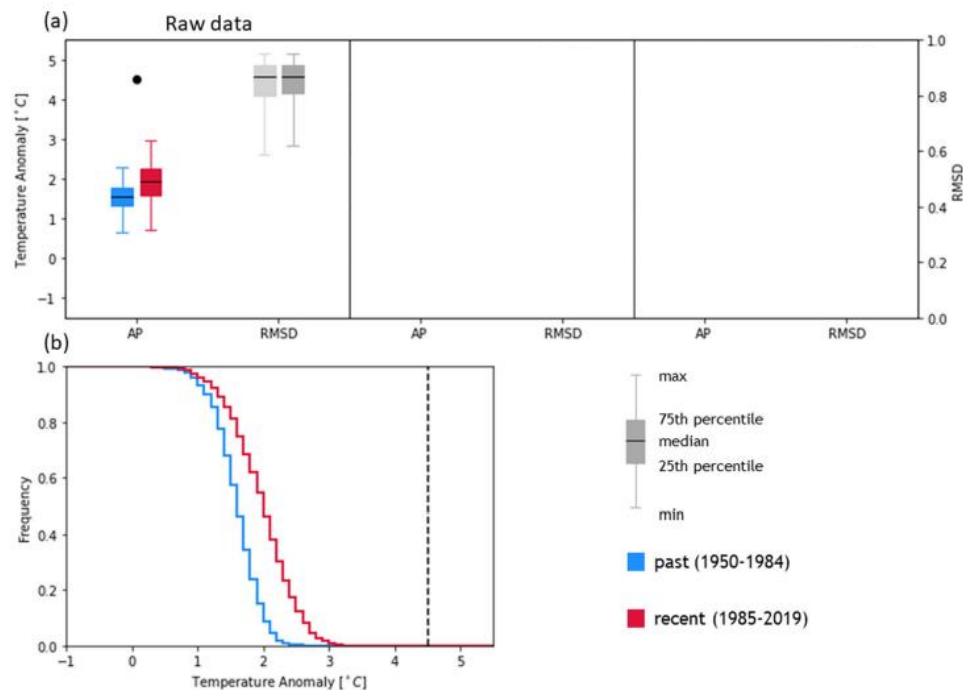 (a)
Raw data
Temperature Anomaly [°C]
5
4
3
2
1
0
−1
1.0
0.8
0.6
0.4
0.2
0.0
RMSD
AP
RMSD
AP
RMSD
AP
RMSD
(b)
Frequency
1.0
0.8
0.6
0.4
0.2
0.0
−1
0
1
2
3
4
5
Temperature Anomaly [°C]
max
75th percentile
median
25th percentile
min
past (1950-1984)
recent (1985-2019)